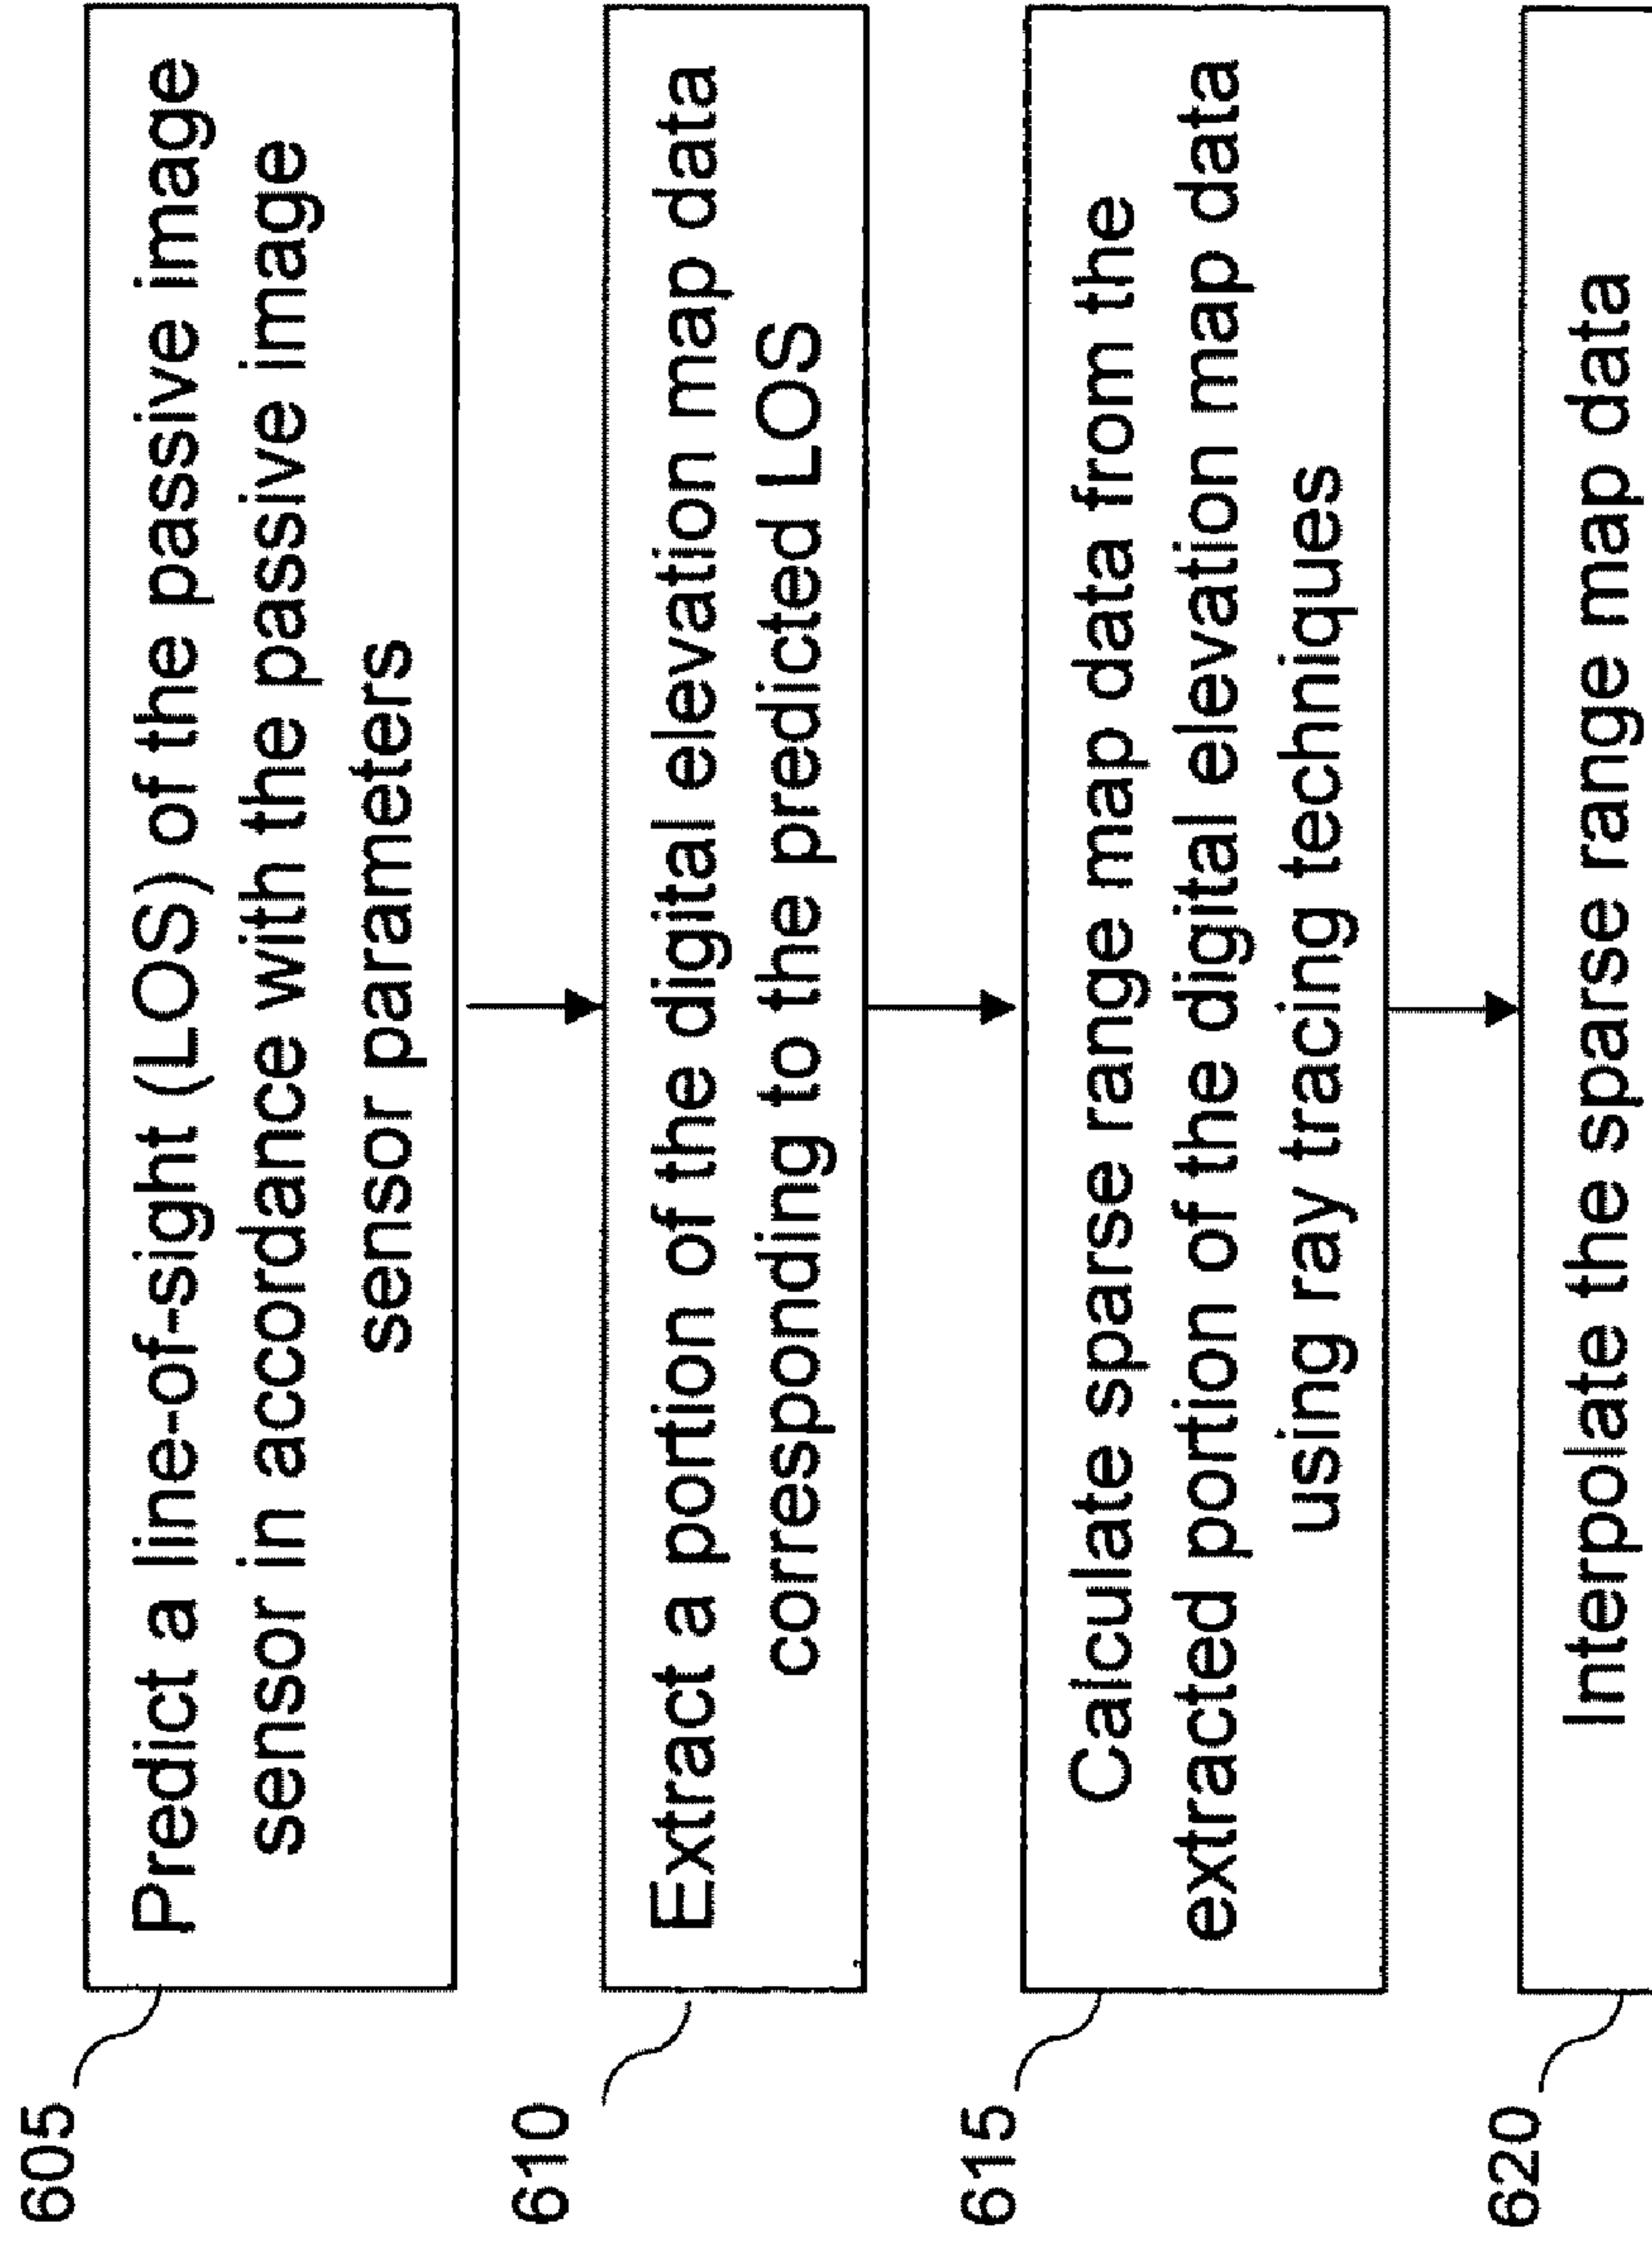 605
Predict a line-of-sight (LOS) of the passive image
sensor in accordance with the passive image
sensor parameters
610
Extract a portion of the digital elevation map data
corresponding to the predicted LOS
615
Calculate sparse range map data from the
extracted portion of the digital elevation map data
using ray tracing techniques
620
Interpolate the sparse range map data